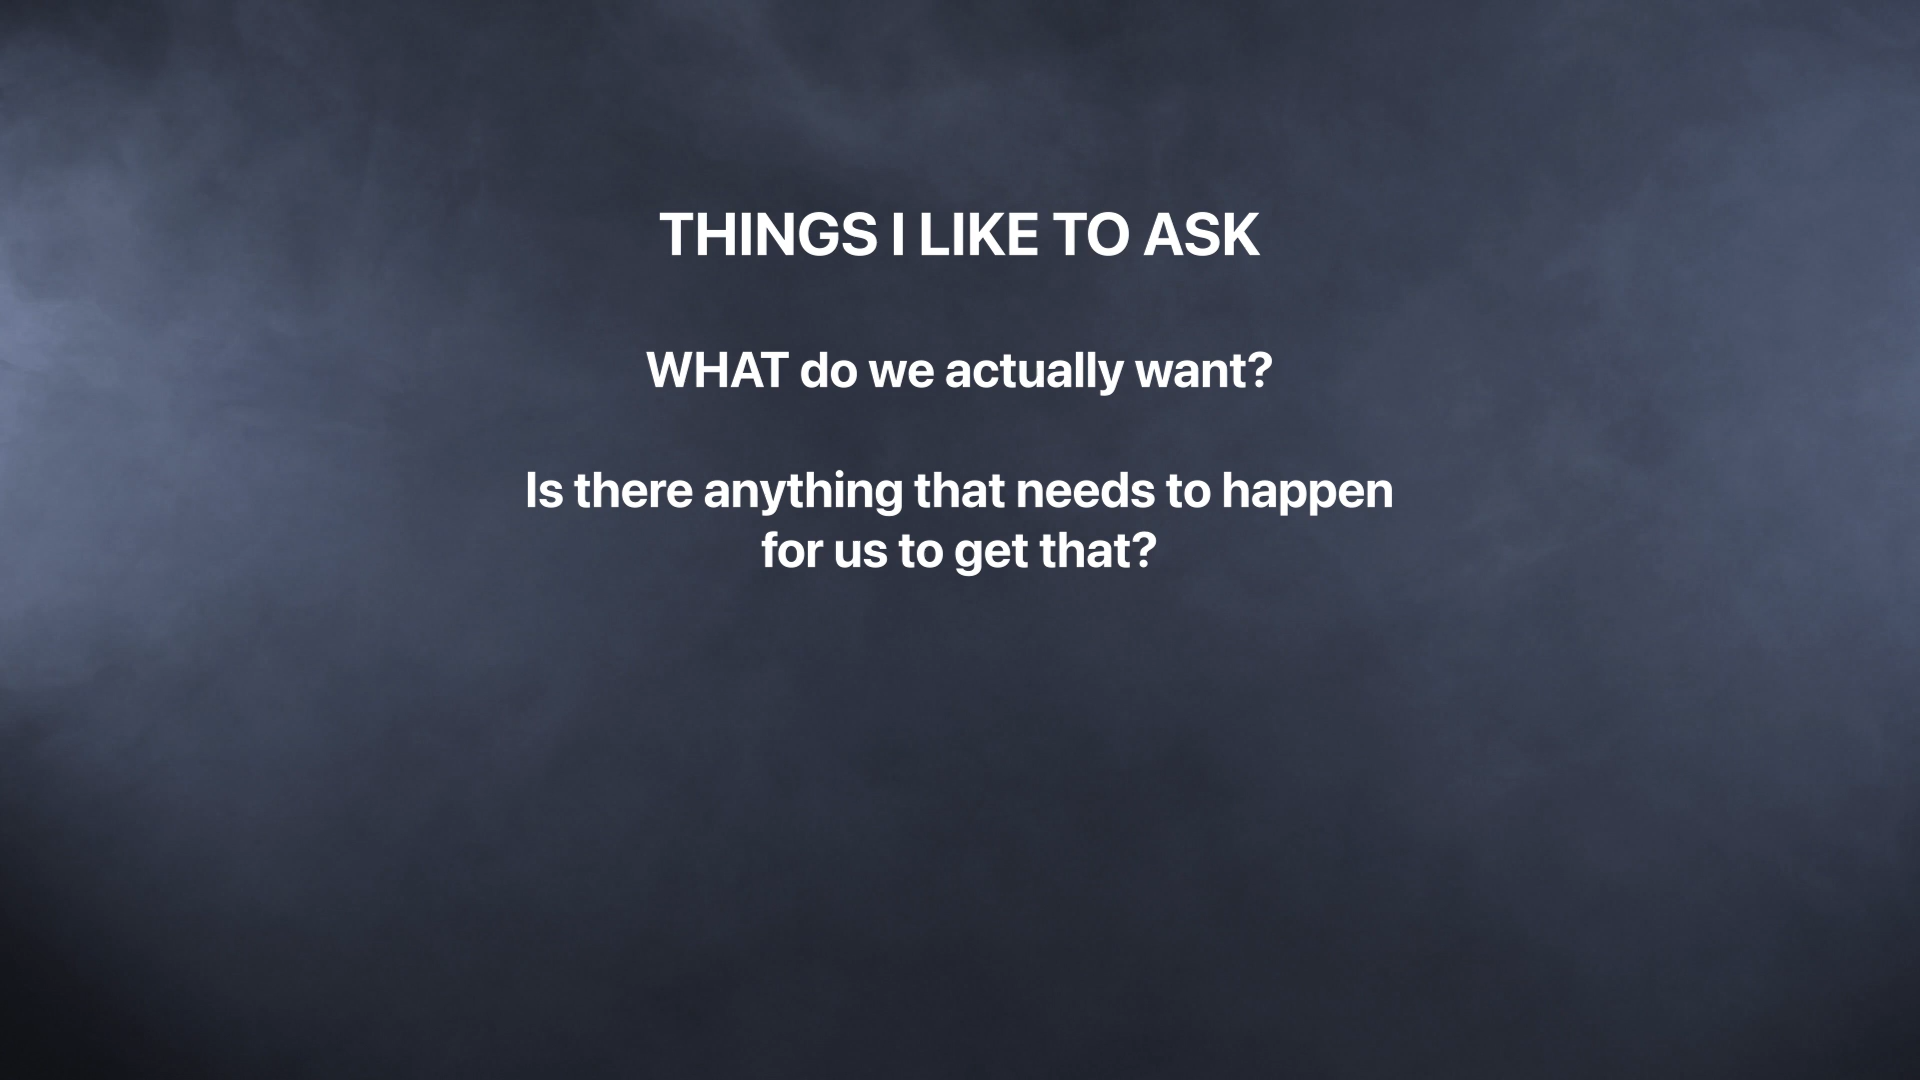 THINGS I LIKE TO ASK
WHAT do we actually want?
Is there anything that needs to happen
for us to get that?